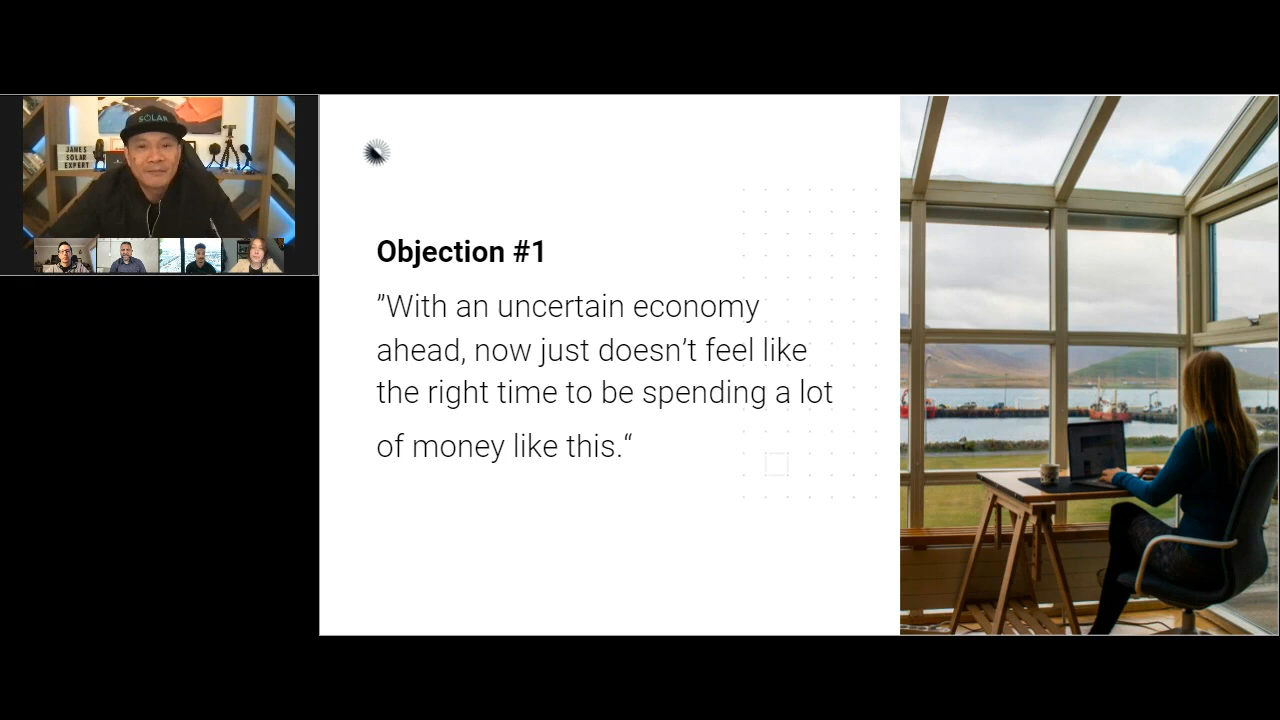 SOLAR
JAMES
SOLAR
EXPERT
Objection #1
”With an uncertain economy
ahead, now just doesn’t feel like
the right time to be spending a lot
of money like this.“